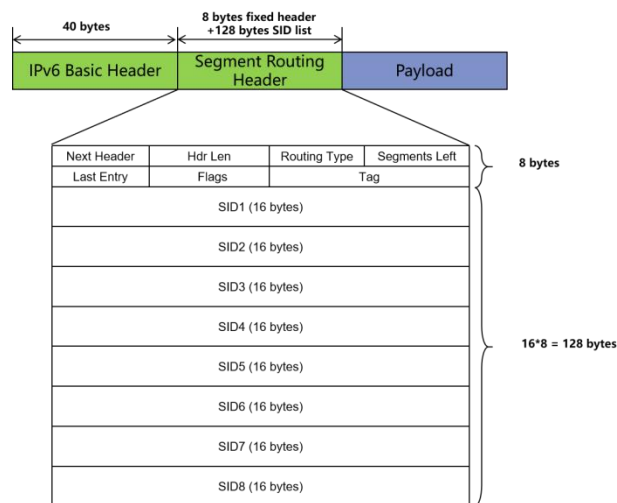 8 bytes fixed header
+128 bytes SID list
40 bytes
IPv6 Basic Header
Segment Routing
Header
Payload
Next Header
Hdr Len
Routing Type
Segments Left
8 bytes
Last Entry
Flags
Tag
SID1 (16 bytes)
SID2 (16 bytes)
SID3 (16 bytes)
SID4 (16 bytes)
16*8 = 128 bytes
SID5 (16 bytes)
SID6 (16 bytes)
SID7 (16 bytes)
SID8 (16 bytes)